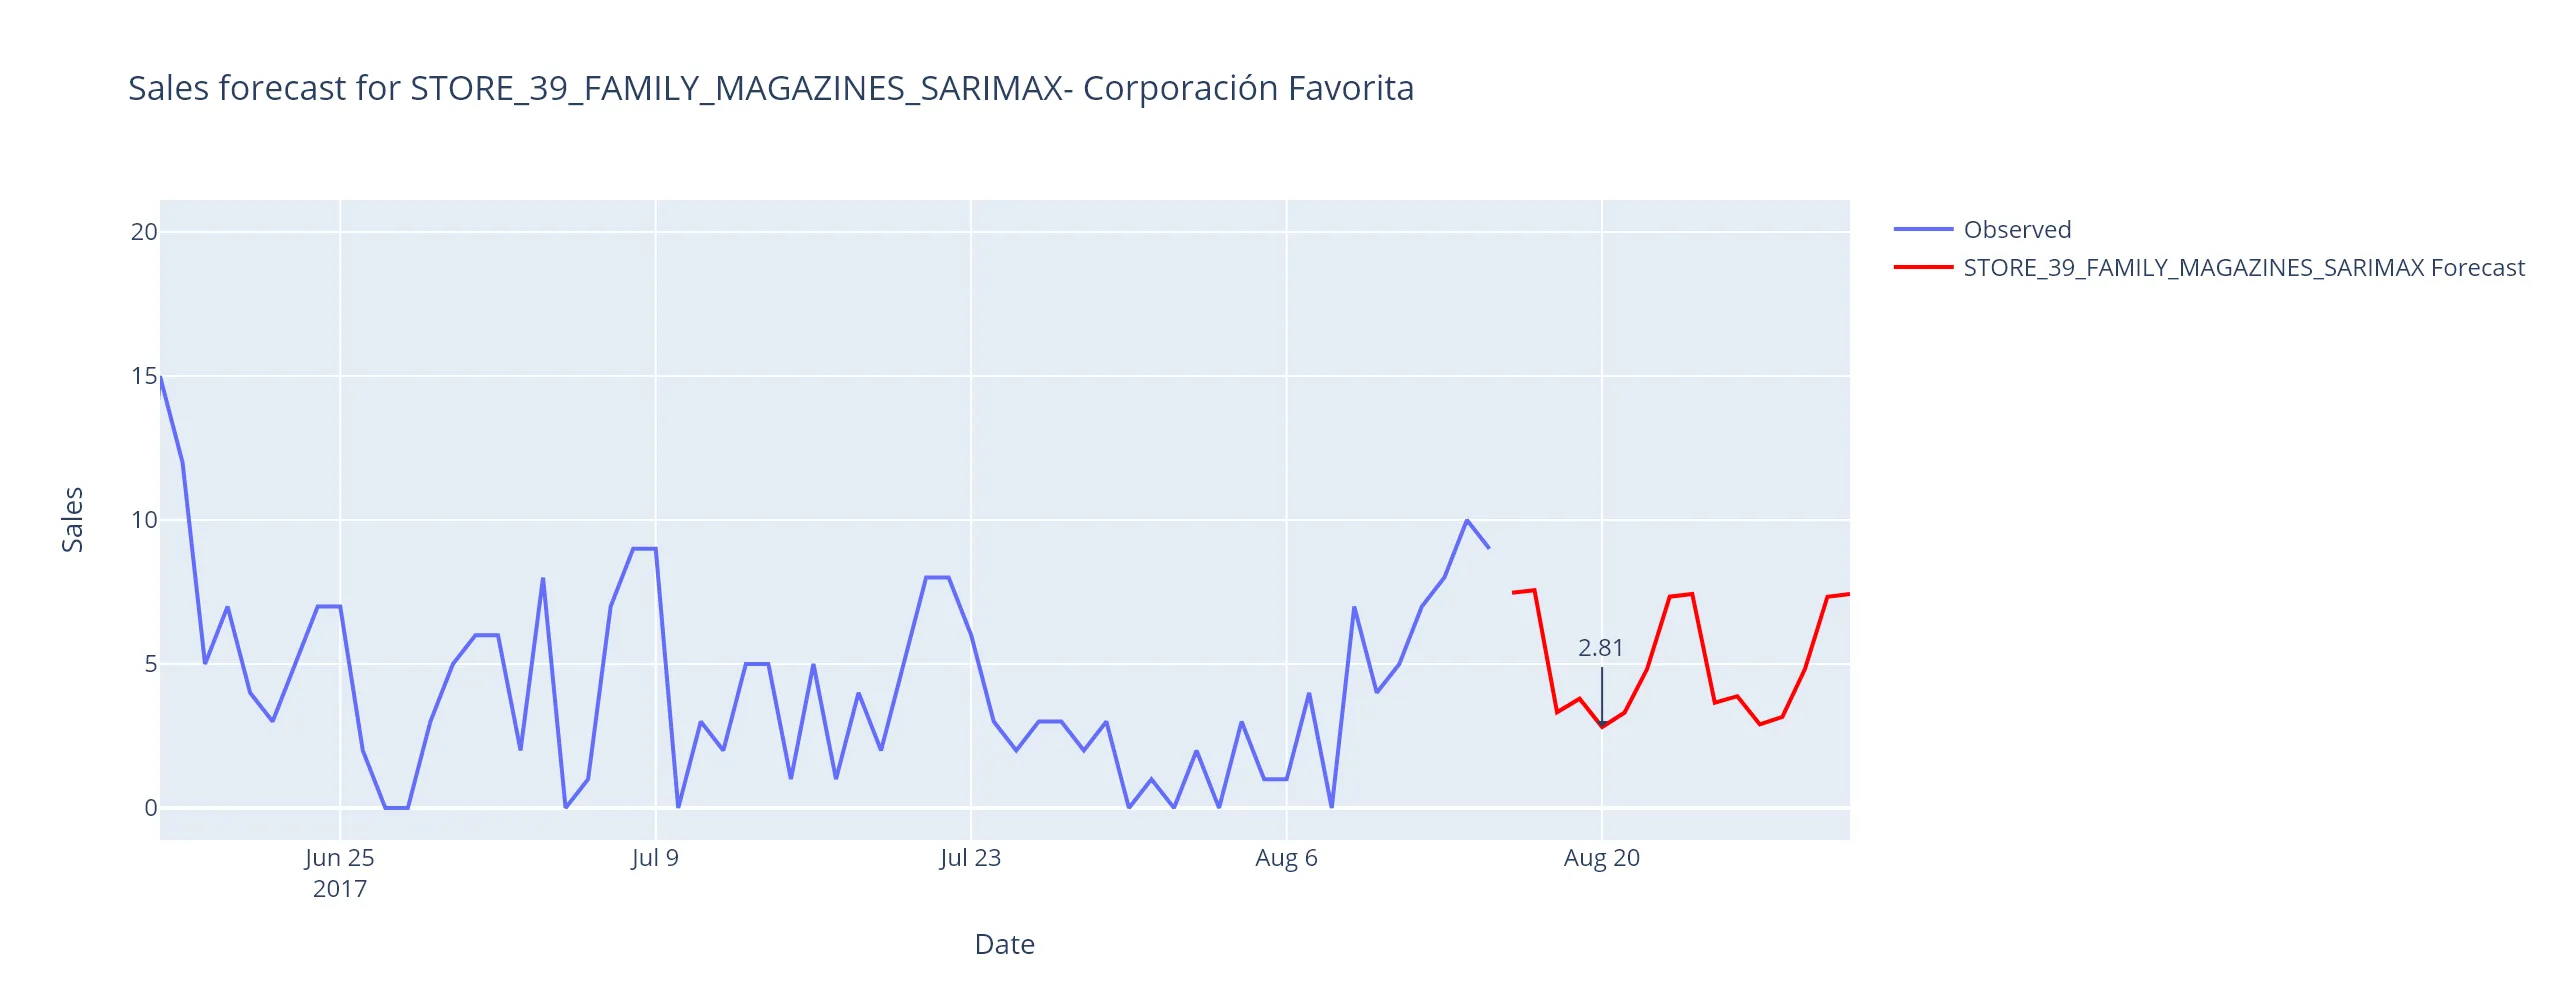 Sales forecast for STORE_39_FAMILY_MAGAZINES_SARIMAX- Corporación Favorita
Observed
STORE_39_FAMILY_MAGAZINES_SARIMAX Forecast
20
15
10
5
0
Sales
2.81
Jun 25
2017
Jul 9
Jul 23
Aug 6
Aug 20
Date